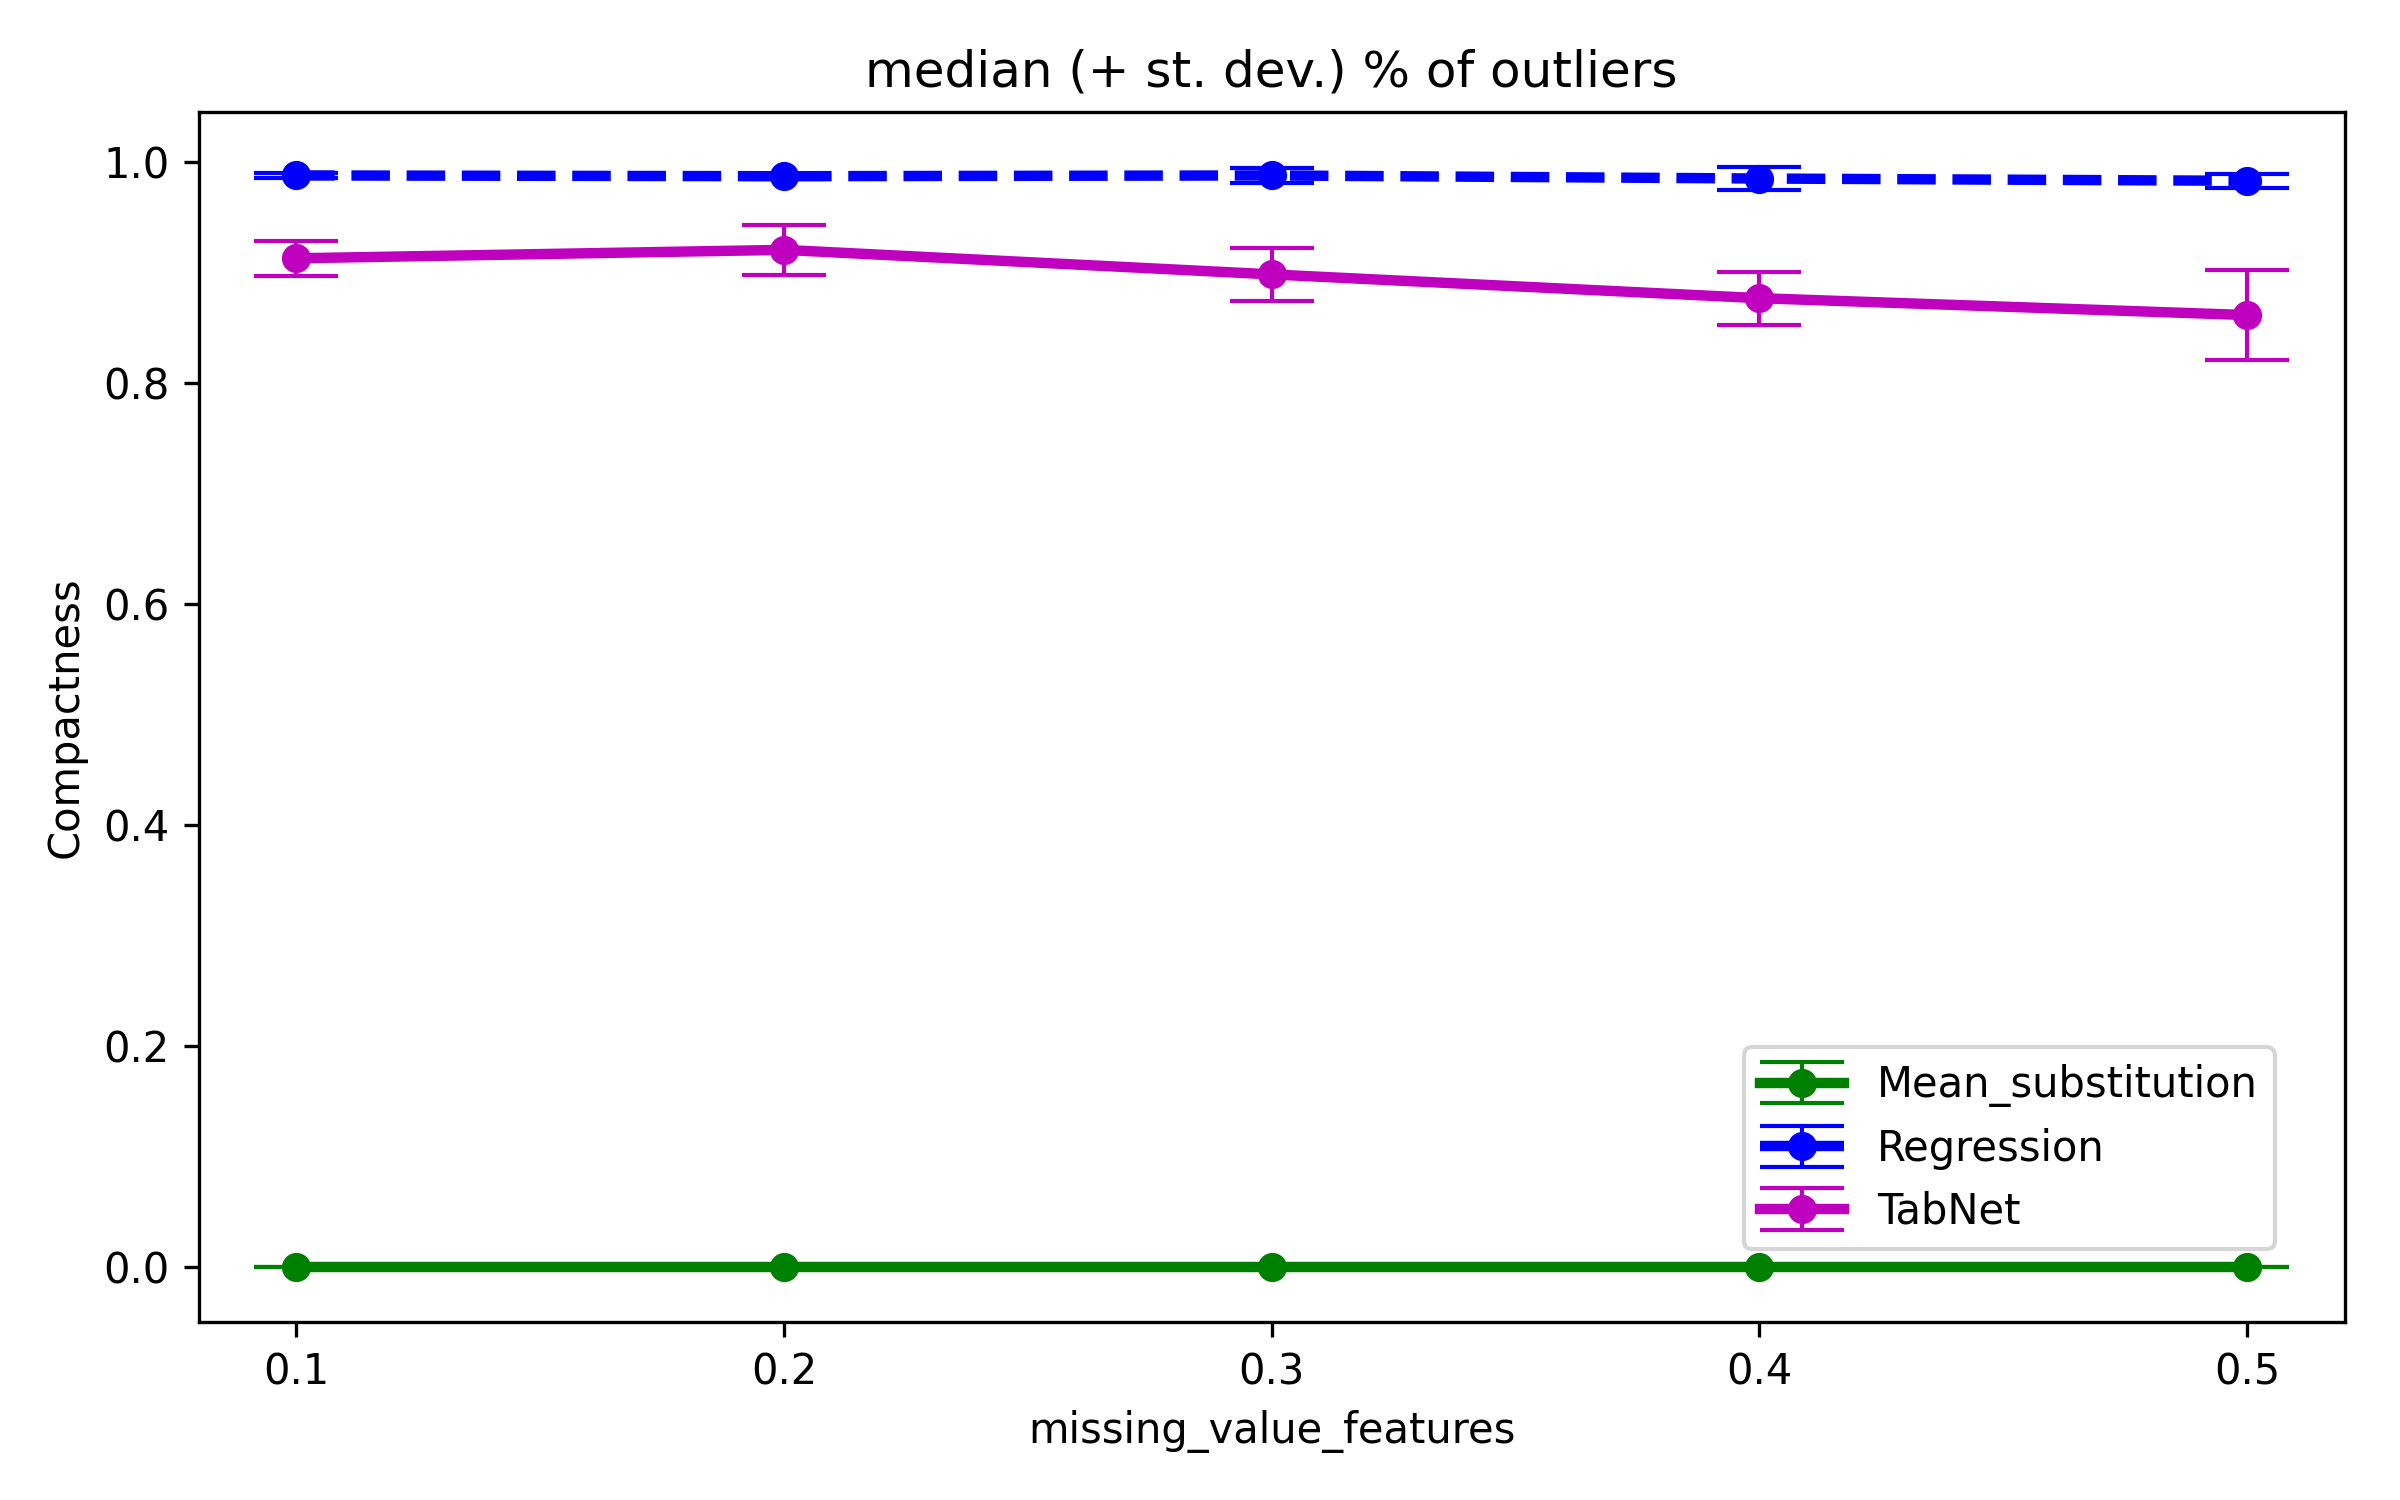 median (+ st. dev.) % of outliers
1.0
0.8
0.6
0.4
0.2
0.0
Compactness
Mean_substitution
Regression
TabNet
0.1
0.2
0.3
0.4
0.5
missing_value_features